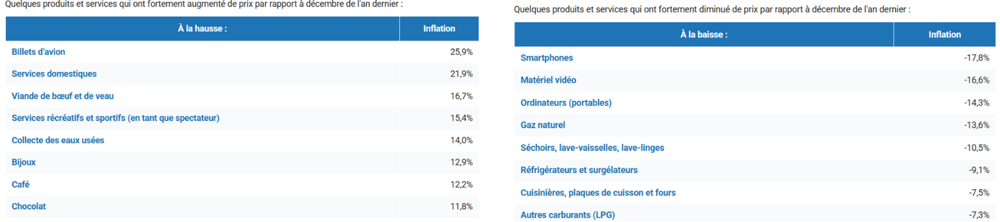 Quelques produits et services qui ont fortement augmenté de prix par rapport à décembre de l'an dernier :
À la hausse : Inflation
Billets d'avion 25,9%
Services domestiques 21,9%
Viande de bœuf et de veau 16,7%
Services récréatifs et sportifs (en tant que spectateur) 15,4%
Collecte des eaux usées 14,0%
Bijoux 12,9%
Café 12,2%
Chocolat 11,8%
Quelques produits et services qui ont fortement diminué de prix par rapport à décembre de l'an dernier :
À la baisse : Inflation
Smartphones -17,8%
Matériel vidéo -16,6%
Ordinateurs (portables) -14,3%
Gaz naturel -13,6%
Séchoirs, lave-vaisselles, lave-linges -10,5%
Réfrigérateurs et surgélateurs -9,1%
Cuisinières, plaques de cuisson et fours -7,5%
Autres carburants (LPG) -7,3%